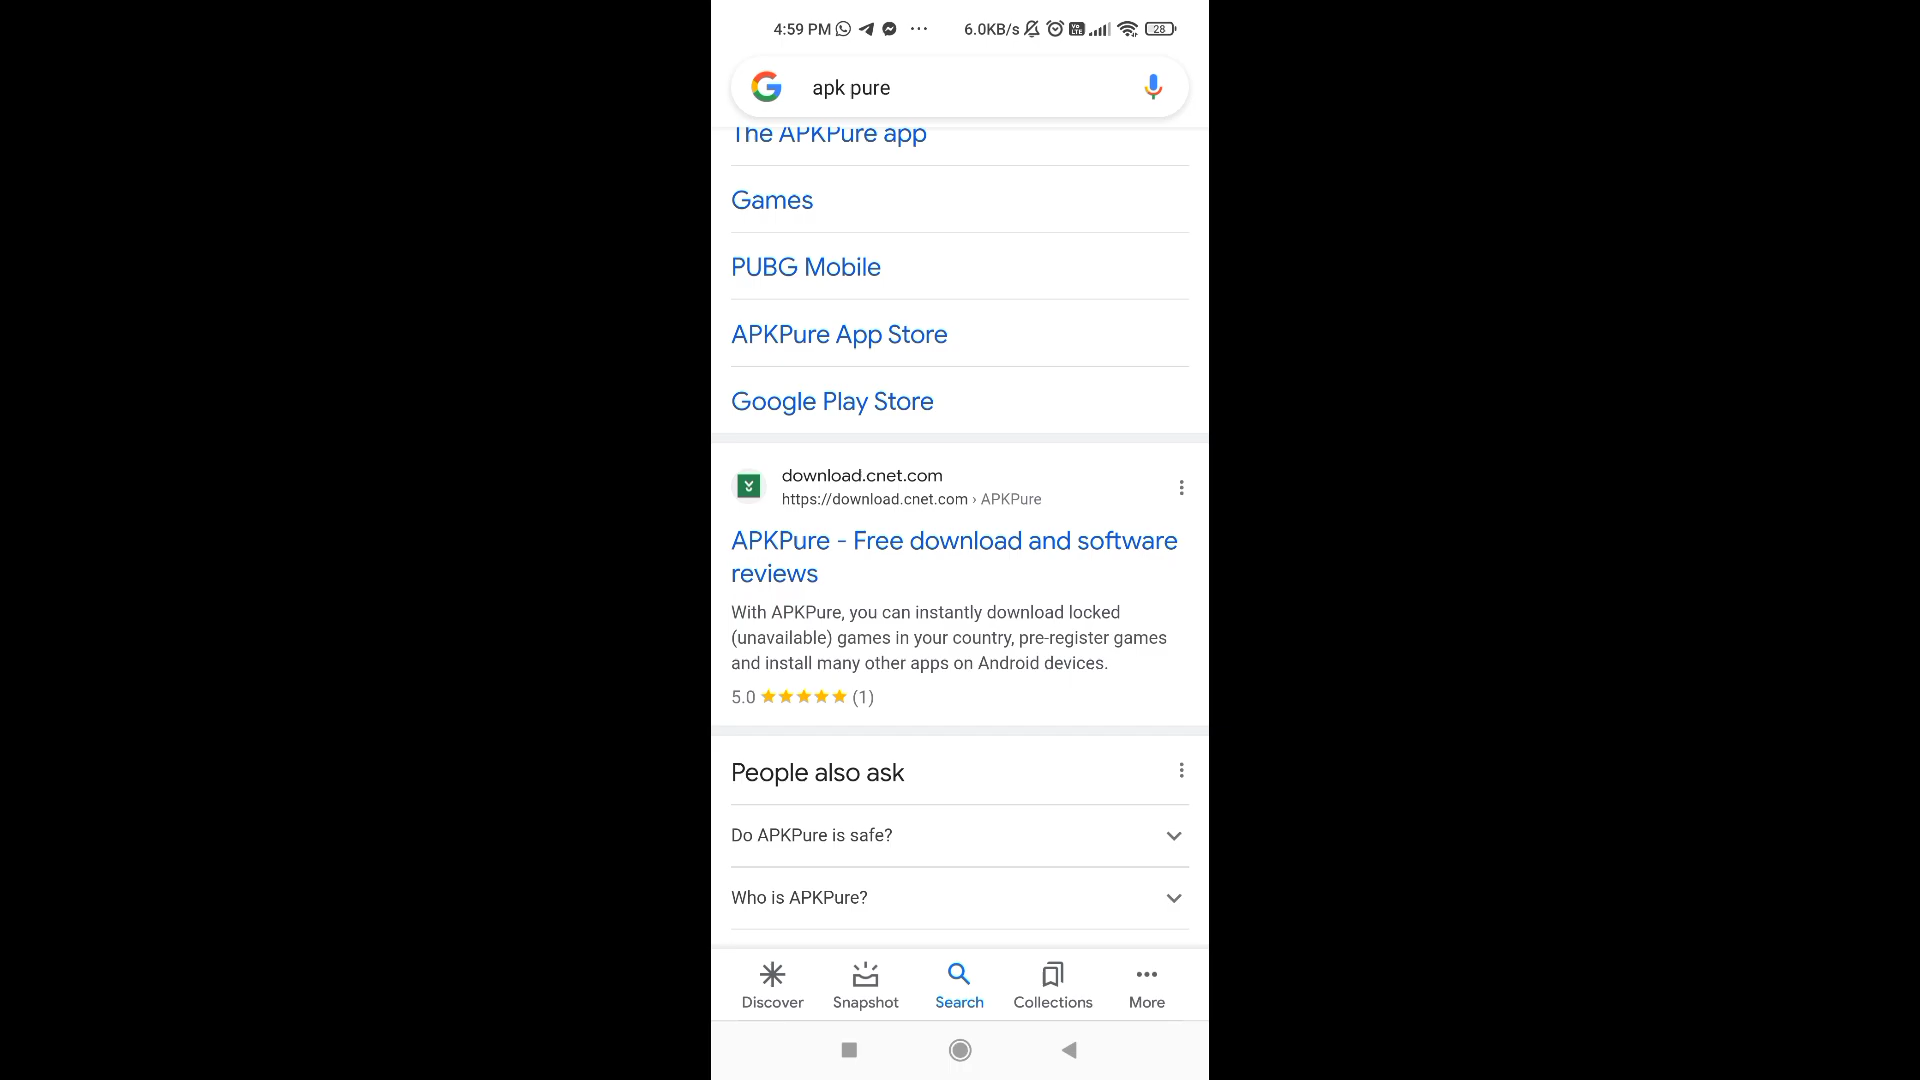 4:59 PM ... 6.0KB/s 28
apk pure
The APKPure app
Games
PUBG Mobile
APKPure App Store
Google Play Store
download.cnet.com
https://download.cnet.com › APKPure
APKPure - Free download and software
reviews
With APKPure, you can instantly download locked
(unavailable) games in your country, pre-register games
and install many other apps on Android devices.
5.0 (1)
People also ask
Do APKPure is safe?
Who is APKPure?
Discover Snapshot Search Collections More